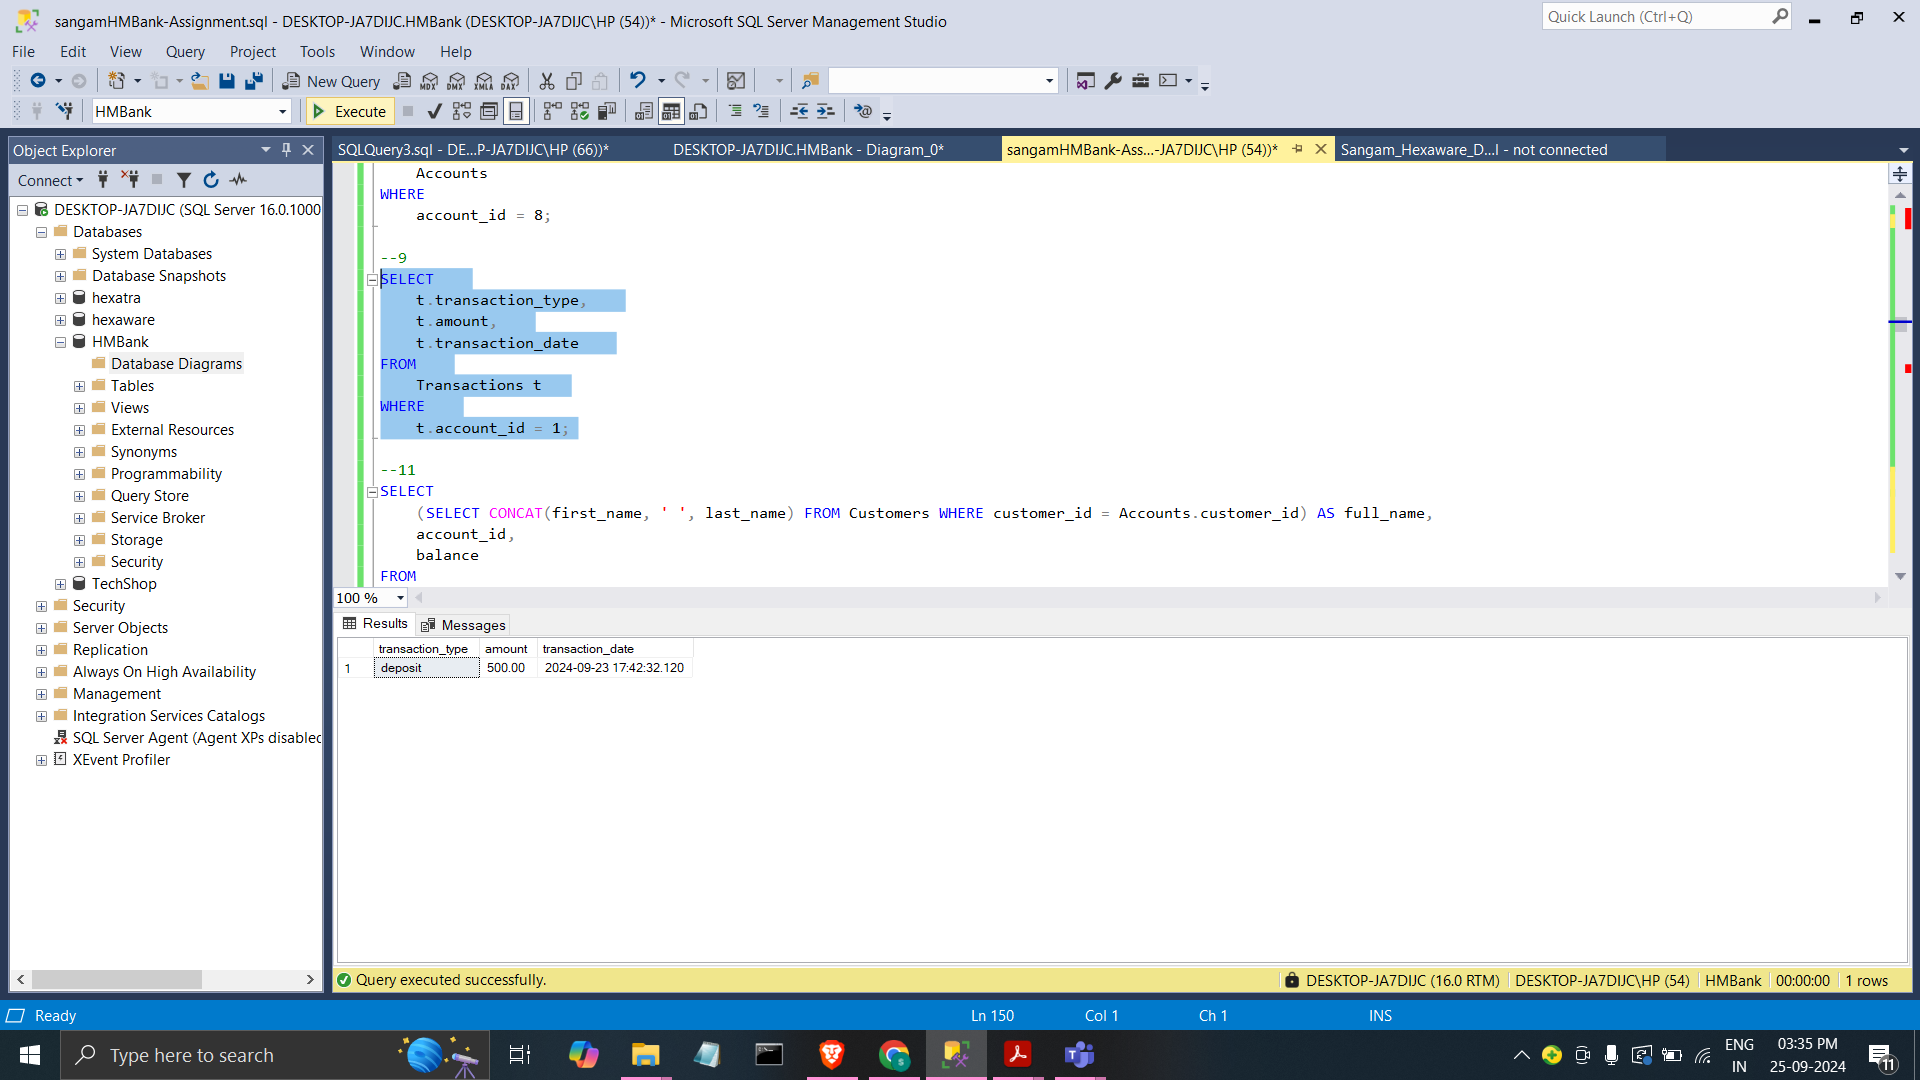 sangamHMBank-Assignment.sql - DESKTOP-JA7DIJC.HMBank (DESKTOP-JA7DIJC\HP (54))* - Microsoft SQL Server Management Studio
Quick Launch (Ctrl+Q)
File Edit View Query Project Tools Window Help
New Query MDX DMX XMLA DAX
HMBank Execute
Object Explorer
SQLQuery3.sql - DE...P-JA7DIJC\HP (66))* DESKTOP-JA7DIJC.HMBank - Diagram_0* sangamHMBank-Ass...-JA7DIJC\HP (54))* Sangam_Hexaware_D...l - not connected
Connect
DESKTOP-JA7DIJC (SQL Server 16.0.1000
Databases
System Databases
Database Snapshots
hexatra
hexaware
HMBank
Database Diagrams
Tables
Views
External Resources
Synonyms
Programmability
Query Store
Service Broker
Storage
Security
TechShop
Security
Server Objects
Replication
Always On High Availability
Management
Integration Services Catalogs
SQL Server Agent (Agent XPs disabled
XEvent Profiler
Accounts
WHERE
account_id = 8;
--9
SELECT
t.transaction_type,
t.amount,
t.transaction_date
FROM
Transactions t
WHERE
t.account_id = 1;
--11
SELECT
(SELECT CONCAT(first_name, ' ', last_name) FROM Customers WHERE customer_id = Accounts.customer_id) AS full_name,
account_id,
balance
FROM
100 %
Results Messages
transaction_type amount transaction_date
1 deposit 500.00 2024-09-23 17:42:32.120
Query executed successfully. DESKTOP-JA7DIJC (16.0 RTM) DESKTOP-JA7DIJC\HP (54) HMBank 00:00:00 1 rows
Ready Ln 150 Col 1 Ch 1 INS
Type here to search
ENG
IN
03:35 PM
25-09-2024
11